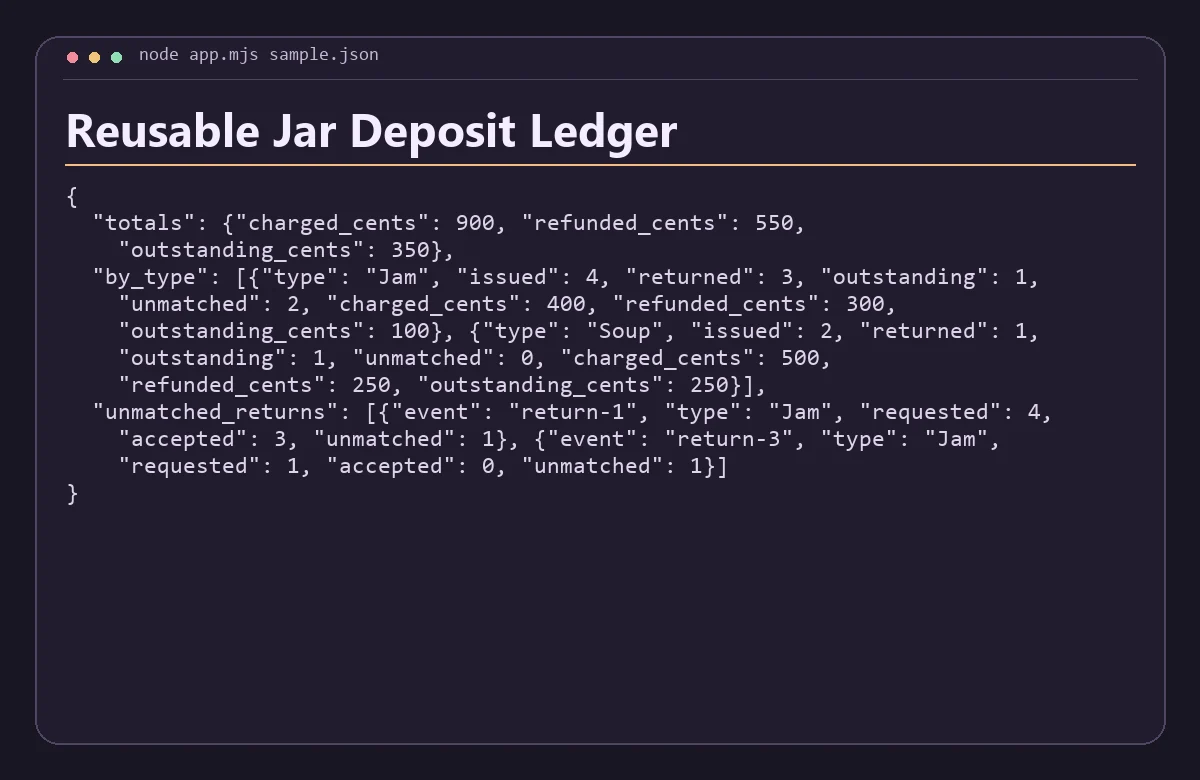 node app.mjs sample.json
Reusable Jar Deposit Ledger
{
  "totals": {"charged_cents": 900, "refunded_cents": 550,
    "outstanding_cents": 350},
  "by_type": [{"type": "Jam", "issued": 4, "returned": 3, "outstanding": 1,
    "unmatched": 2, "charged_cents": 400, "refunded_cents": 300,
    "outstanding_cents": 100}, {"type": "Soup", "issued": 2, "returned": 1,
    "outstanding": 1, "unmatched": 0, "charged_cents": 500,
    "refunded_cents": 250, "outstanding_cents": 250}],
  "unmatched_returns": [{"event": "return-1", "type": "Jam", "requested": 4,
    "accepted": 3, "unmatched": 1}, {"event": "return-3", "type": "Jam",
    "requested": 1, "accepted": 0, "unmatched": 1}]
}